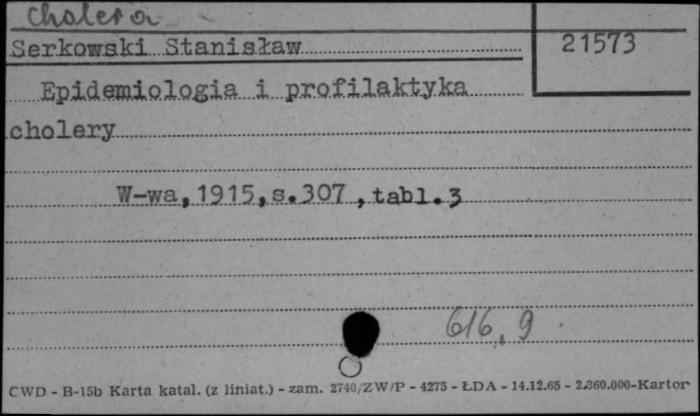 Cholera
Serkowski Stanisław
21573
Epidemiologia i profilaktyka
cholery
W-wa,1915,s.307,tabl.3
616,9.
CWD - B-15b Karta katal. (z liniat.) - zam. 2740/ZW/P - 4275 - ŁDA - 14.12.65 - 2.360.000-Kartor